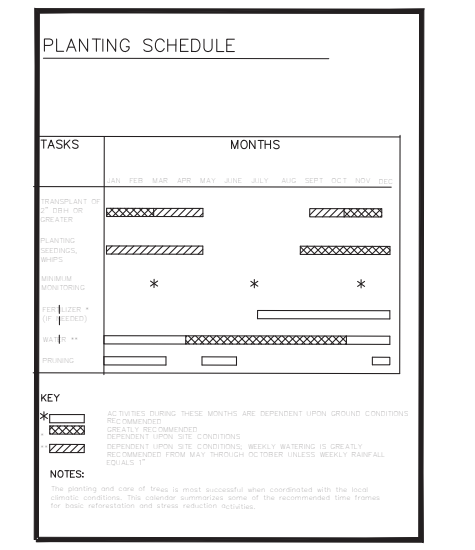 PLANTING SCHEDULE
TASKS
MONTHS
JAN FEB MAR APR MAY JUNE JULY AUG SEPT OCT NOV DEC
TRANSPLANT OF
2" DBH OR
GREATER
PLANTING
SEEDINGS,
WHIPS
MINIMUM
MONITORING
FERTILIZER *
(IF NEEDED)
WATER **
PRUNING
KEY
ACTIVITIES DURING THESE MONTHS ARE DEPENDENT UPON GROUND CONDITIONS
RECOMMENDED
GREATLY RECOMMENDED
DEPENDENT UPON SITE CONDITIONS
DEPENDENT UPON SITE CONDITIONS; WEEKLY WATERING IS GREATLY
RECOMMENDED FROM MAY THROUGH OCTOBER UNLESS WEEKLY RAINFALL
EQUALS 1"
NOTES:
The planting and care of trees is most successful when coordinated with the local
climatic conditions. This calendar summarizes some of the recommended time frames
for basic reforestation and stress reduction activities.